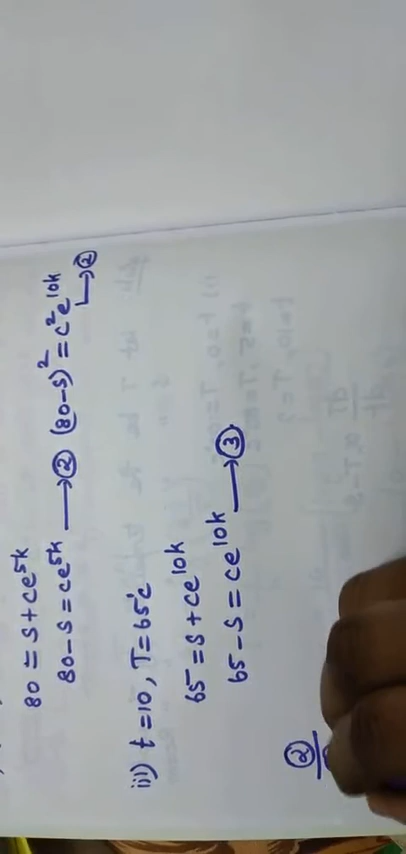 80 = S + ce^5k
80 - S = ce^5k → ② (80-S)^2 = c^2 e^10k → ②
iii) t = 10, T = 65°c
65 = S + ce^10k
65 - S = ce^10k → ③
②